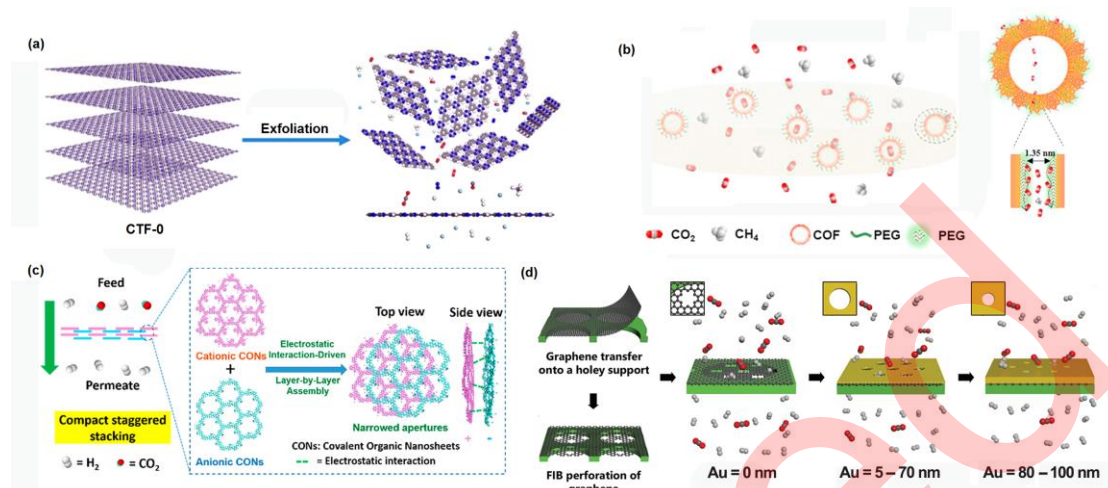 (a)
Exfoliation
CTF-0
(b)
1.35 nm
CO2
CH4
COF
PEG
PEG
(c)
Feed
Permeate
Compact staggered
stacking
= H2
= CO2
Cationic CONs
+
Anionic CONs
Electrostatic
Interaction-Driven
Layer-by-Layer
Assembly
Top view
Side view
Narrowed apertures
+
-
CONs: Covalent Organic Nanosheets
= Electrostatic interaction
(d)
Graphene transfer
onto a holey support
FIB perforation of
graphene
Au = 0 nm
Au = 5 – 70 nm
Au = 80 – 100 nm